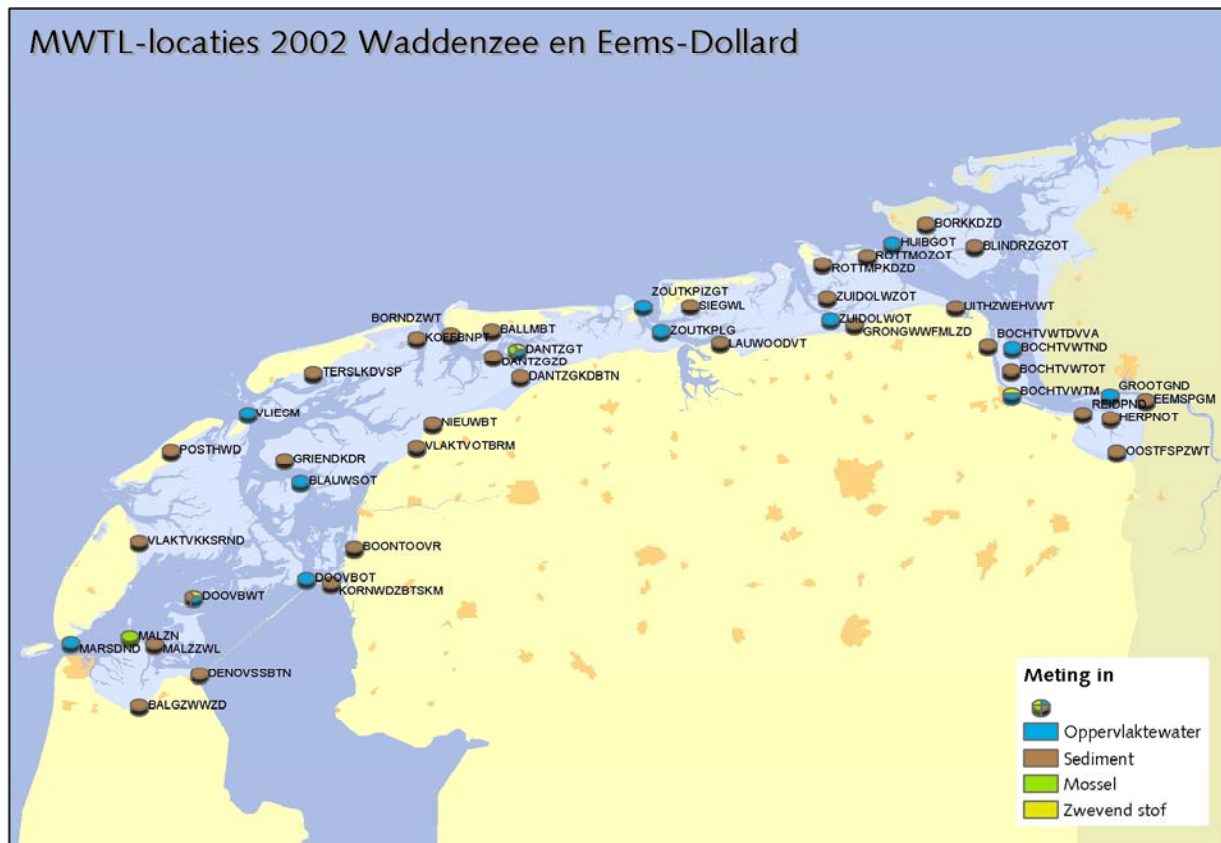 MWTL-locaties 2002 Waddenzee en Eems-Dollard
BORKKDZD
HUIBGOT
BLINDRZGZOT
ROTTMOZOT
ROTTMPKDZD
ZOUTKPIZGT
ZUIDOLWZOT
SIEGWL
UITHZWEHVWT
BORNDZWT
ZUIDOLWOT
BALLMBT
ZOUTKPLG
GRONGWWFMLZD
BOCHTVWTDVVA
KOFFBNPT
LAUWOODVT
BOCHTVWTND
DANTZGT
DANTZGZD
TERSLKDVSP
BOCHTVWTOT
DANTZGKDBTN
GROOTGND
BOCHTVWTM
EEMSPGM
REIDPND
VLIESM
HERPNOT
NIEUWBT
VLAKTVOTBRM
POSTHWD
OOSTFSPZWT
GRIENDKDR
BLAUWSOT
VLAKTVKKSRND
BOONTOOVR
DOOVBOT
KORNWDZBTSKM
DOOVBWT
MALZN
MARSDND
MALZZWL
DENOVSSBTN
BALGZWWZD
Meting in
Oppervlaktewater
Sediment
Mossel
Zwevend stof